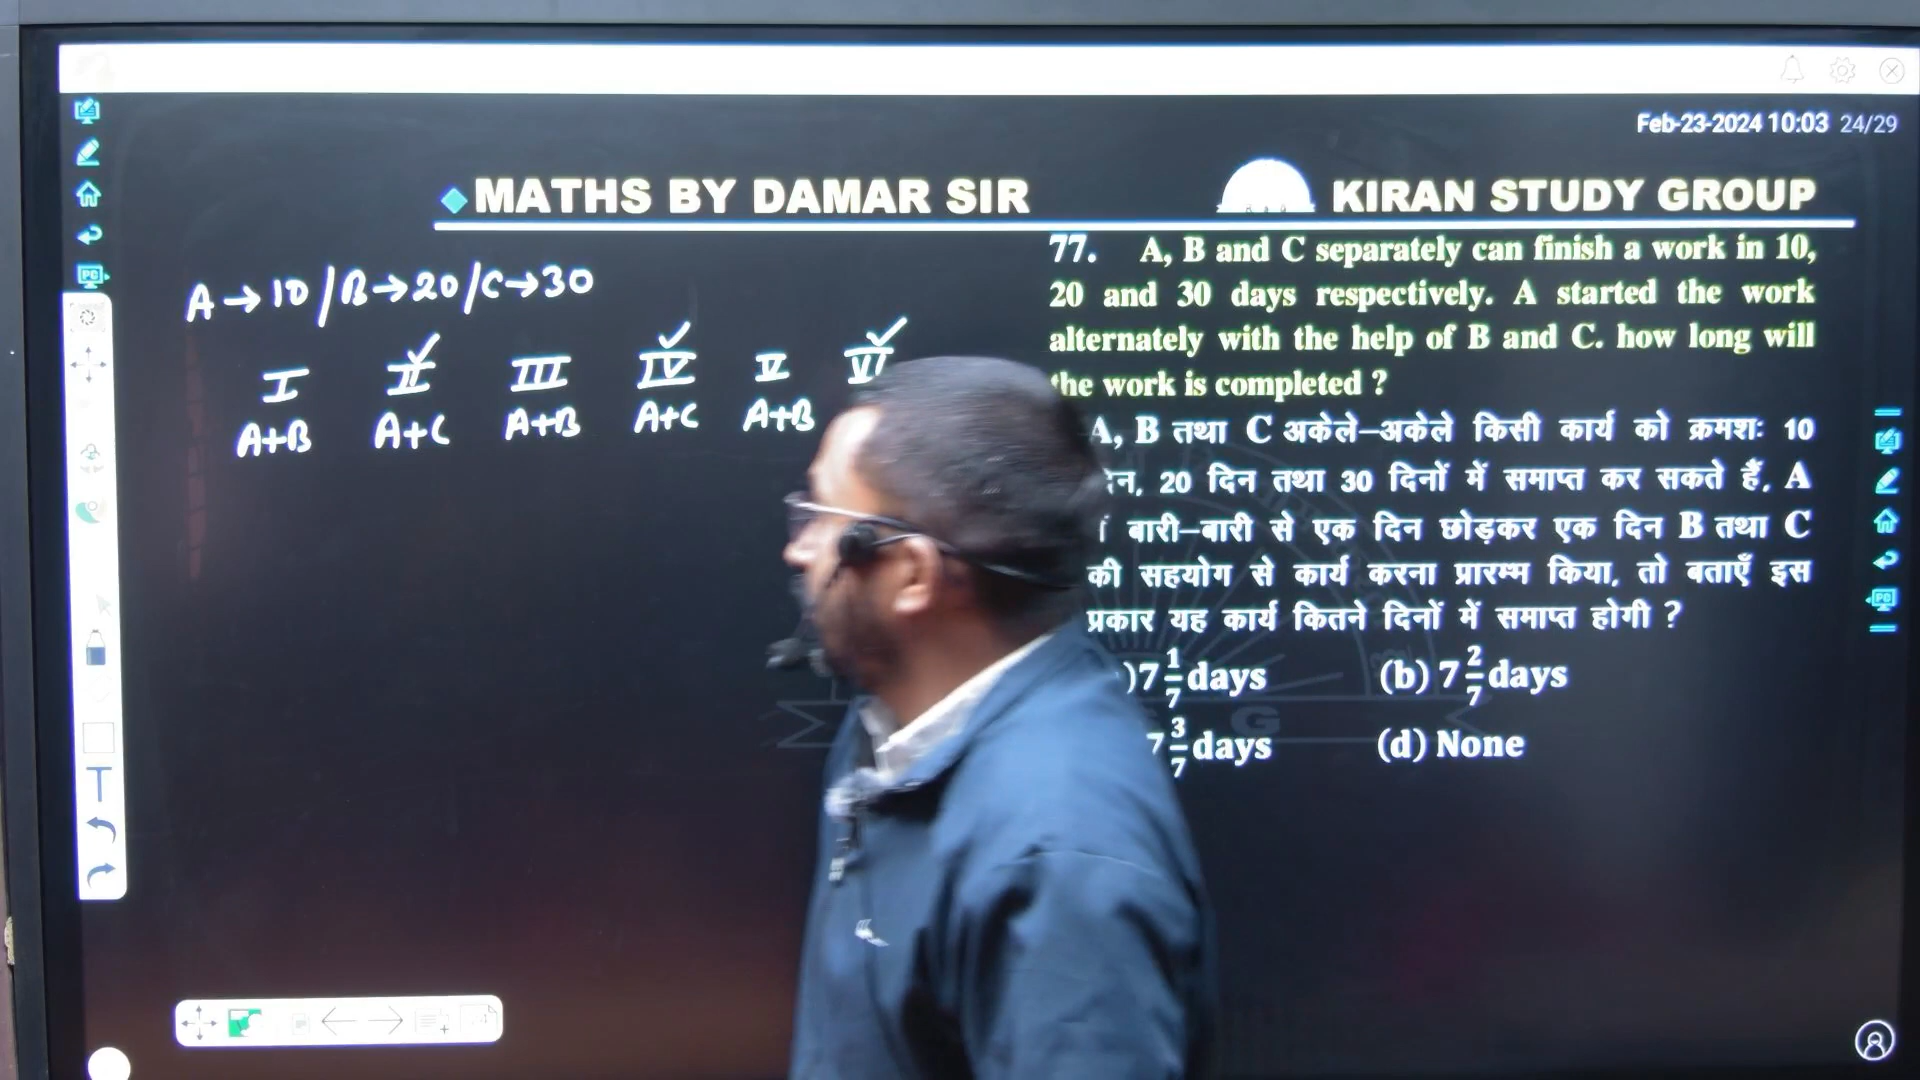 Feb-23-2024 10:03 24/29
MATHS BY DAMAR SIR
KIRAN STUDY GROUP
A → 10 / B → 20 / C → 30
I II III IV V VI
A+B A+C A+B A+C A+B
77. A, B and C separately can finish a work in 10,
20 and 30 days respectively. A started the work
alternately with the help of B and C. how long will
the work is completed ?
A, B तथा C अकेले-अकेले किसी कार्य को क्रमशः 10
20 दिन तथा 30 दिनों में समाप्त कर सकते हैं, A
बारी-बारी से एक दिन छोड़कर एक दिन B तथा C
की सहयोग से कार्य करना प्रारम्भ किया, तो बताएँ इस
प्रकार यह कार्य कितने दिनों में समाप्त होगी ?
)7 1/7 days (b) 7 2/7 days
7 3/7 days (d) None